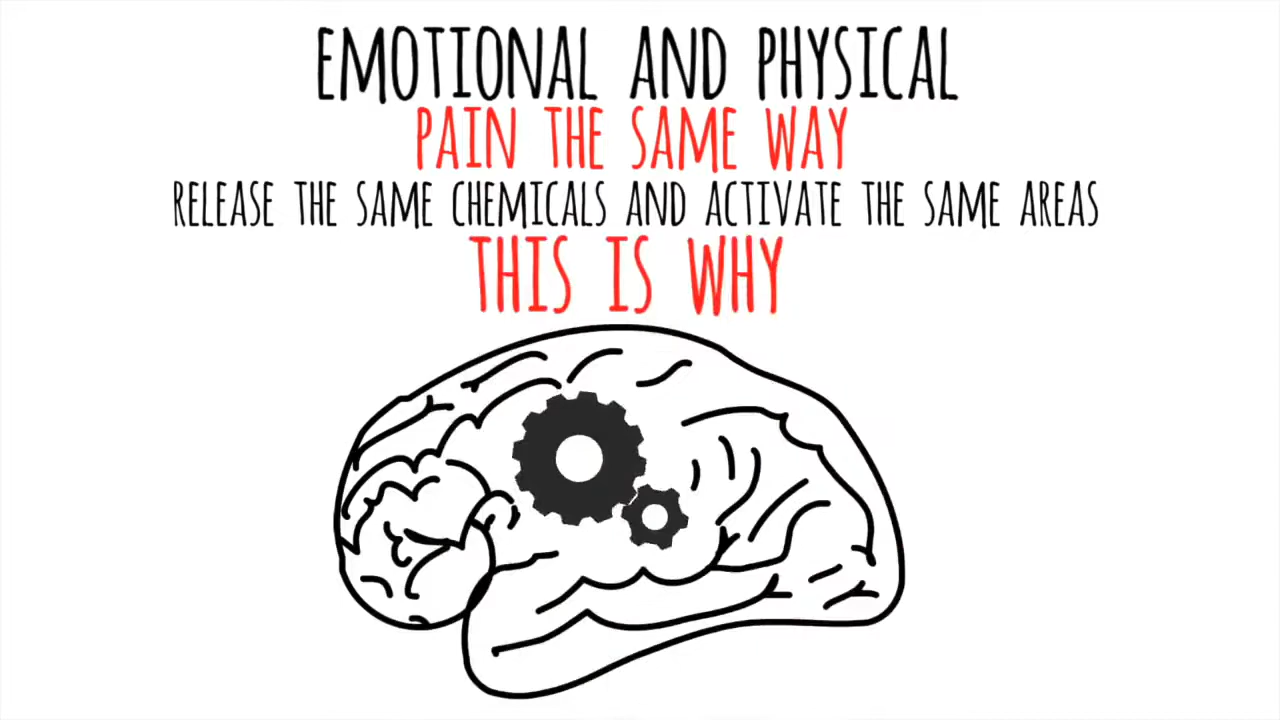 EMOTIONAL AND PHYSICAL
PAIN THE SAME WAY
RELEASE THE SAME CHEMICALS AND ACTIVATE THE SAME AREAS
THIS IS WHY